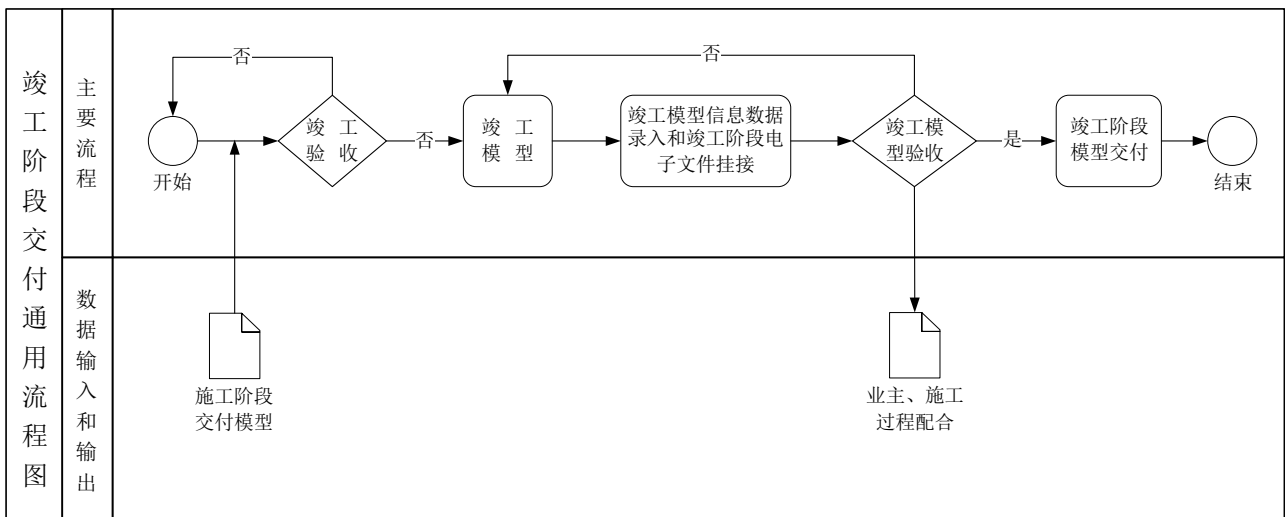 竣工阶段交付通用流程图
主要流程
数据输入和输出
否
开始
竣 工
验 收
否
竣 工
模 型
竣工模型信息数据
录入和竣工阶段电
子文件挂接
否
竣工模
型验收
是
竣工阶段
模型交付
结束
施工阶段
交付模型
业主、施工
过程配合